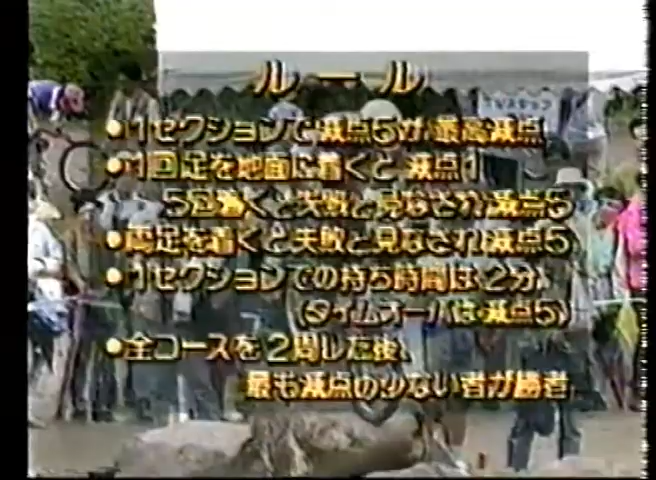 ルール
●1セクションで減点5が最高減点
●1回足を地面に着くと減点1
5回着くと失敗と見なされ減点5
●両足を着くと失敗と見なされ減点5
●1セクションでの持ち時間は2分、
(タイムオーバは減点5)
●全コースを2周した後、
最も減点の少ない者が勝者